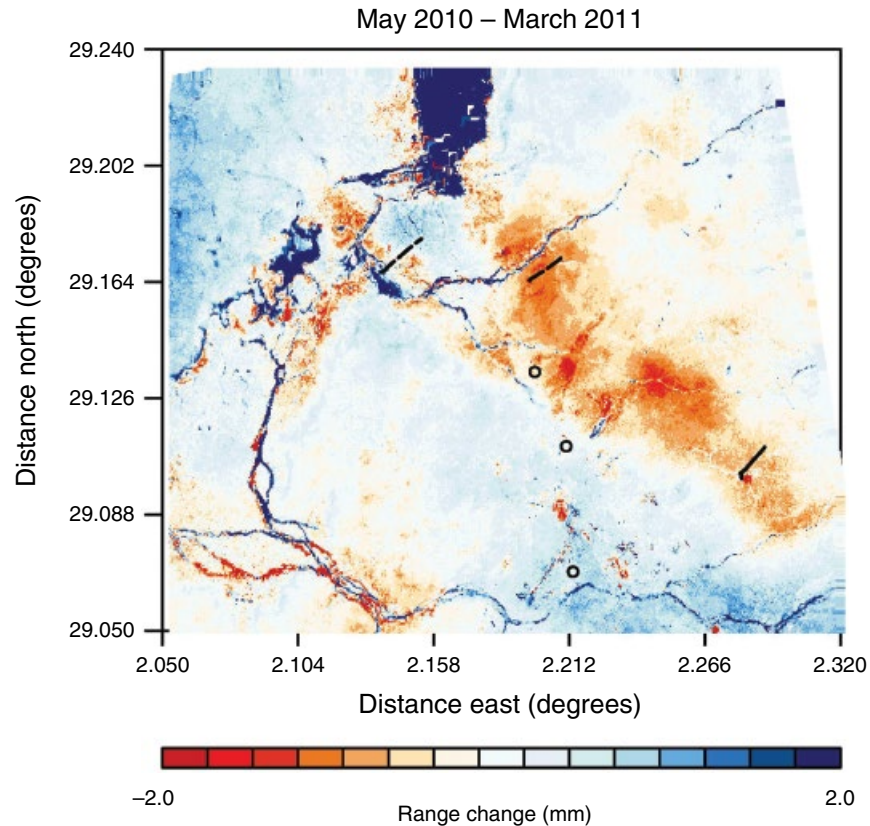 May 2010 – March 2011
29.240
29.202
29.164
29.126
29.088
29.050
Distance north (degrees)
2.050 2.104 2.158 2.212 2.266 2.320
Distance east (degrees)
–2.0 2.0
Range change (mm)